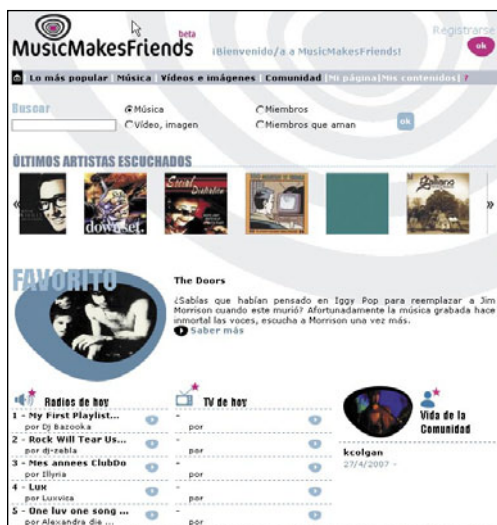 Registrarse
beta
MusicMakesFriends
¡Bienvenido/a a MusicMakesFriends!
ok
Lo más popular | Música | Vídeos e imágenes | Comunidad |Mi página|Mis contenidos| ?
Buscar
Música
Miembros
Vídeo, imagen
Miembros que aman
ok
ÚLTIMOS ARTISTAS ESCUCHADOS
«
downset.
Social Distortion
»
FAVORITO
The Doors
¿Sabías que habían pensado en Iggy Pop para reemplazar a Jim
Morrison cuando este murió? Afortunadamente la música grabada hace
inmortal las voces, escucha a Morrison una vez más.
Saber más
Radios de hoy
1 - My First Playlist...
por Dj Bazooka
2 - Rock Will Tear Us...
por dj-zabla
3 - Mes annees ClubDo
por Illyria
4 - Lux
por Luxvica
5 - One luv one song ...
por Alexandra dia ...
TV de hoy
-
por
-
por
-
por
-
por
-
por
Vida de la
Comunidad
kcolgan
27/4/2007 -